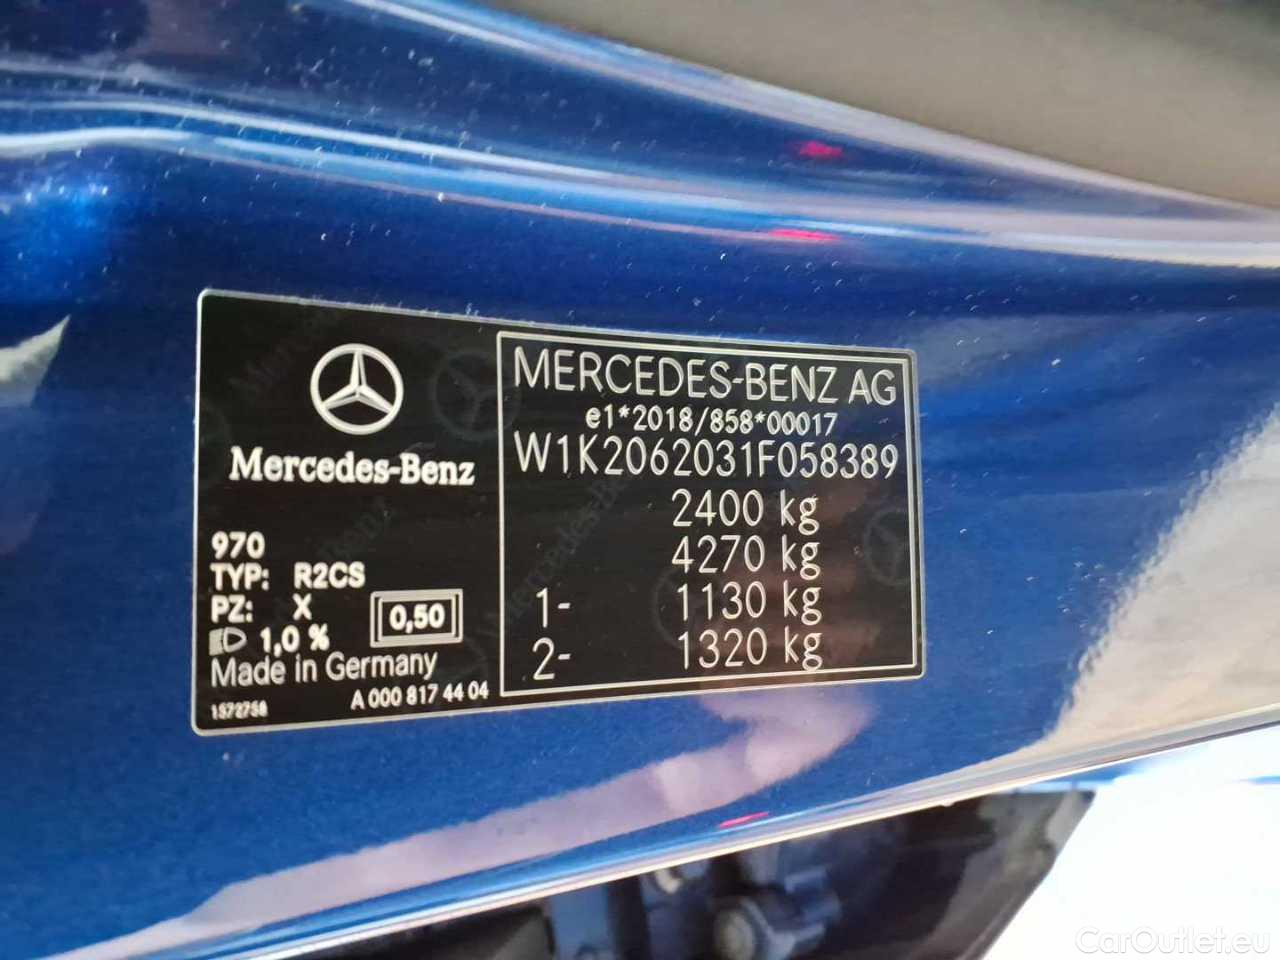 Mercedes-Benz
970
TYP: R2CS
PZ: X
0,50
1,0 %
Made in Germany
1572758
A 000 817 44 04
MERCEDES-BENZ AG
e1*2018/858*00017
W1K2062031F058389
2400 kg
4270 kg
1- 1130 kg
2- 1320 kg
CarOutlet.eu